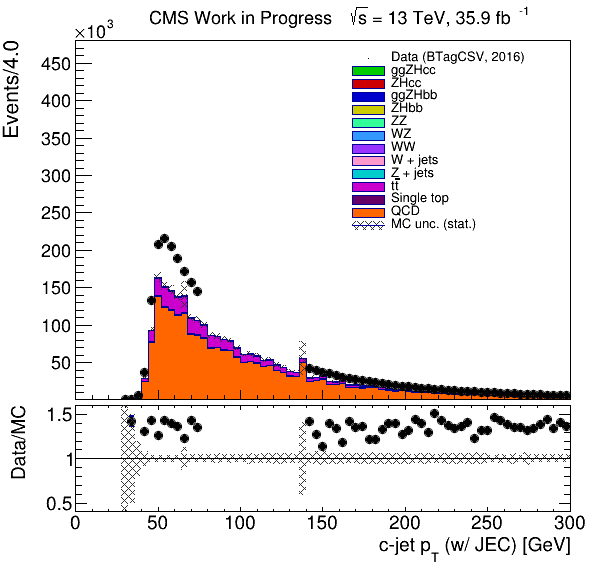 CMS Work in Progress √s = 13 TeV, 35.9 fb⁻¹
×10³
Events/4.0
450
400
350
300
250
200
150
100
50
Data (BTagCSV, 2016)
ggZHcc
ZHcc
ggZHbb
ZHbb
ZZ
WZ
WW
W + jets
Z + jets
tt̅
Single top
QCD
MC unc. (stat.)
Data/MC
1.5
1
0.5
0 50 100 150 200 250 300
c-jet p_T (w/ JEC) [GeV]